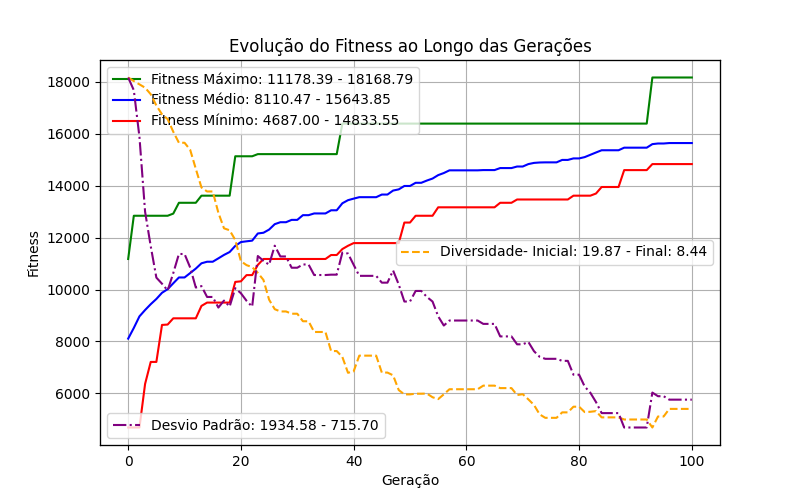 Evolução do Fitness ao Longo das Gerações
Fitness Máximo: 11178.39 - 18168.79
Fitness Médio: 8110.47 - 15643.85
Fitness Mínimo: 4687.00 - 14833.55
Diversidade- Inicial: 19.87 - Final: 8.44
Desvio Padrão: 1934.58 - 715.70
Fitness
18000
16000
14000
12000
10000
8000
6000
0 20 40 60 80 100
Geração